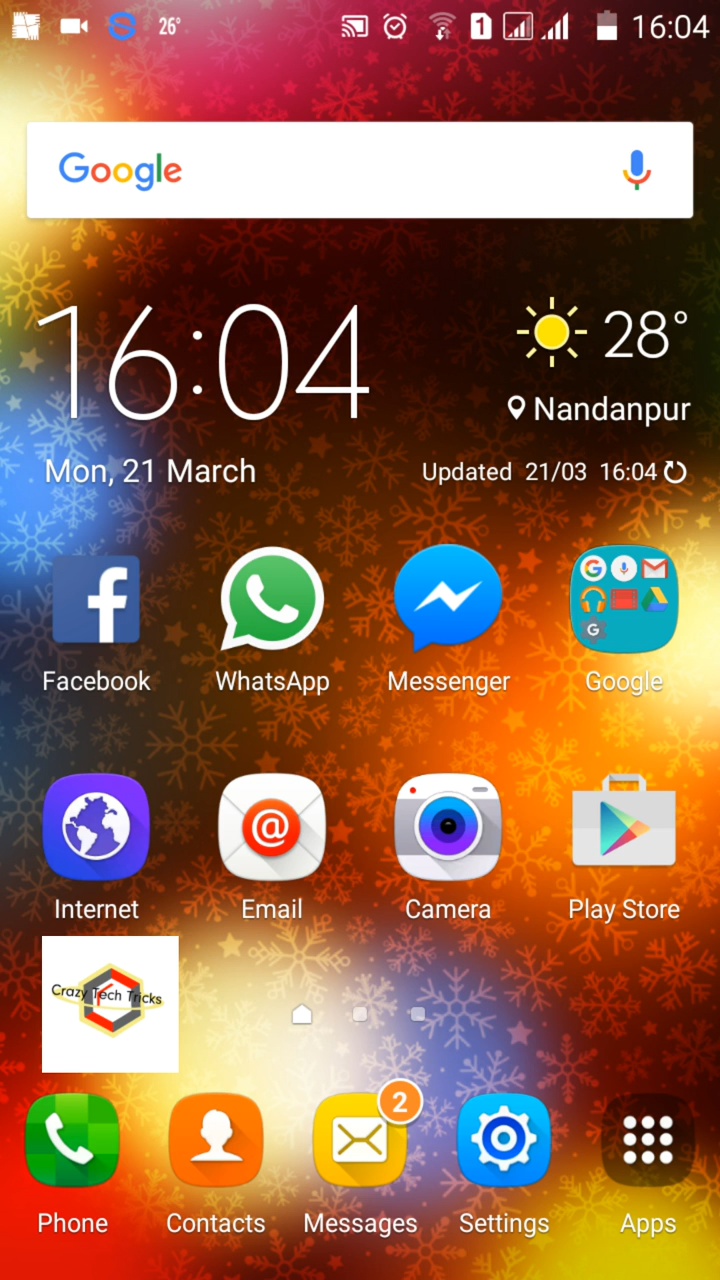 26°
1
16:04
Google
16:04
28°
Nandanpur
Mon, 21 March
Updated 21/03 16:04
Facebook
WhatsApp
Messenger
Google
Internet
Email
Camera
Play Store
Crazy Tech Tricks
2
Phone
Contacts
Messages
Settings
Apps